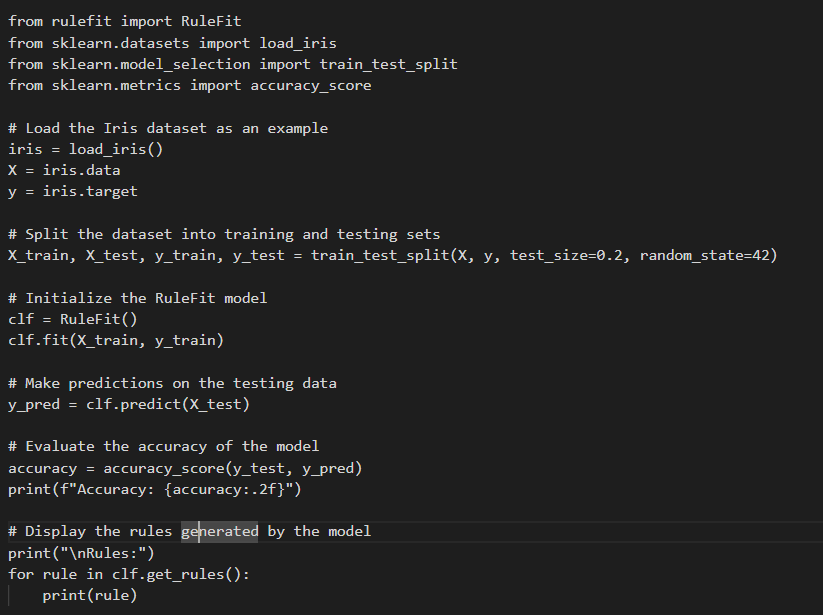 from rulefit import RuleFit
from sklearn.datasets import load_iris
from sklearn.model_selection import train_test_split
from sklearn.metrics import accuracy_score

# Load the Iris dataset as an example
iris = load_iris()
X = iris.data
y = iris.target

# Split the dataset into training and testing sets
X_train, X_test, y_train, y_test = train_test_split(X, y, test_size=0.2, random_state=42)

# Initialize the RuleFit model
clf = RuleFit()
clf.fit(X_train, y_train)

# Make predictions on the testing data
y_pred = clf.predict(X_test)

# Evaluate the accuracy of the model
accuracy = accuracy_score(y_test, y_pred)
print(f"Accuracy: {accuracy:.2f}")

# Display the rules generated by the model
print("\nRules:")
for rule in clf.get_rules():
    print(rule)